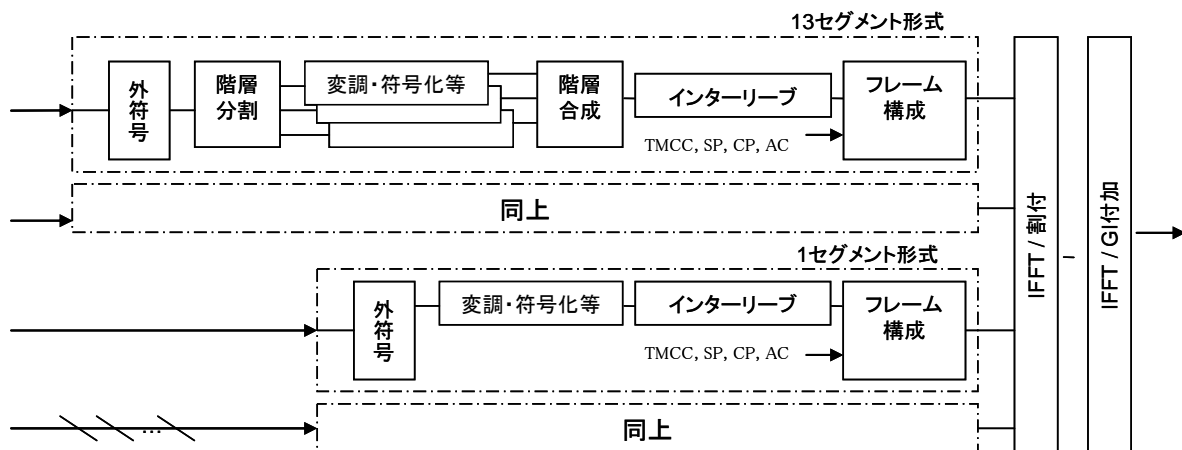 13セグメント形式
外
符
号
階層
分割
変調・符号化等
階層
合成
インターリーブ
TMCC, SP, CP, AC
フレーム
構成
同上
1セグメント形式
外
符
号
変調・符号化等
インターリーブ
TMCC, SP, CP, AC
フレーム
構成
…
同上
IFFT / 割付
IFFT / GI付加